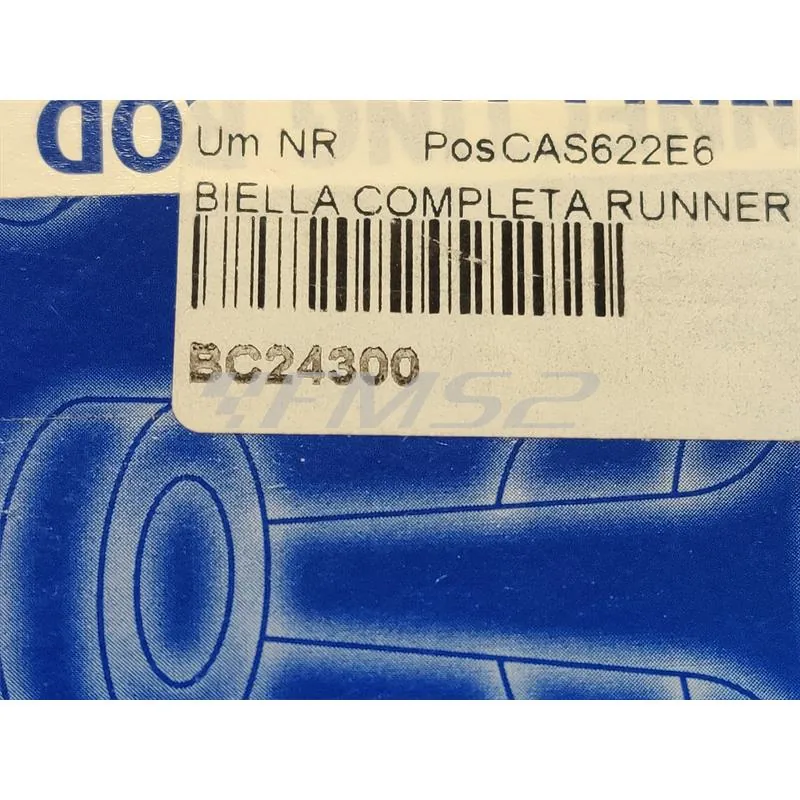 Um NR PosCAS622E6
BIELLA COMPLETA RUNNER
BC24300
FMS2